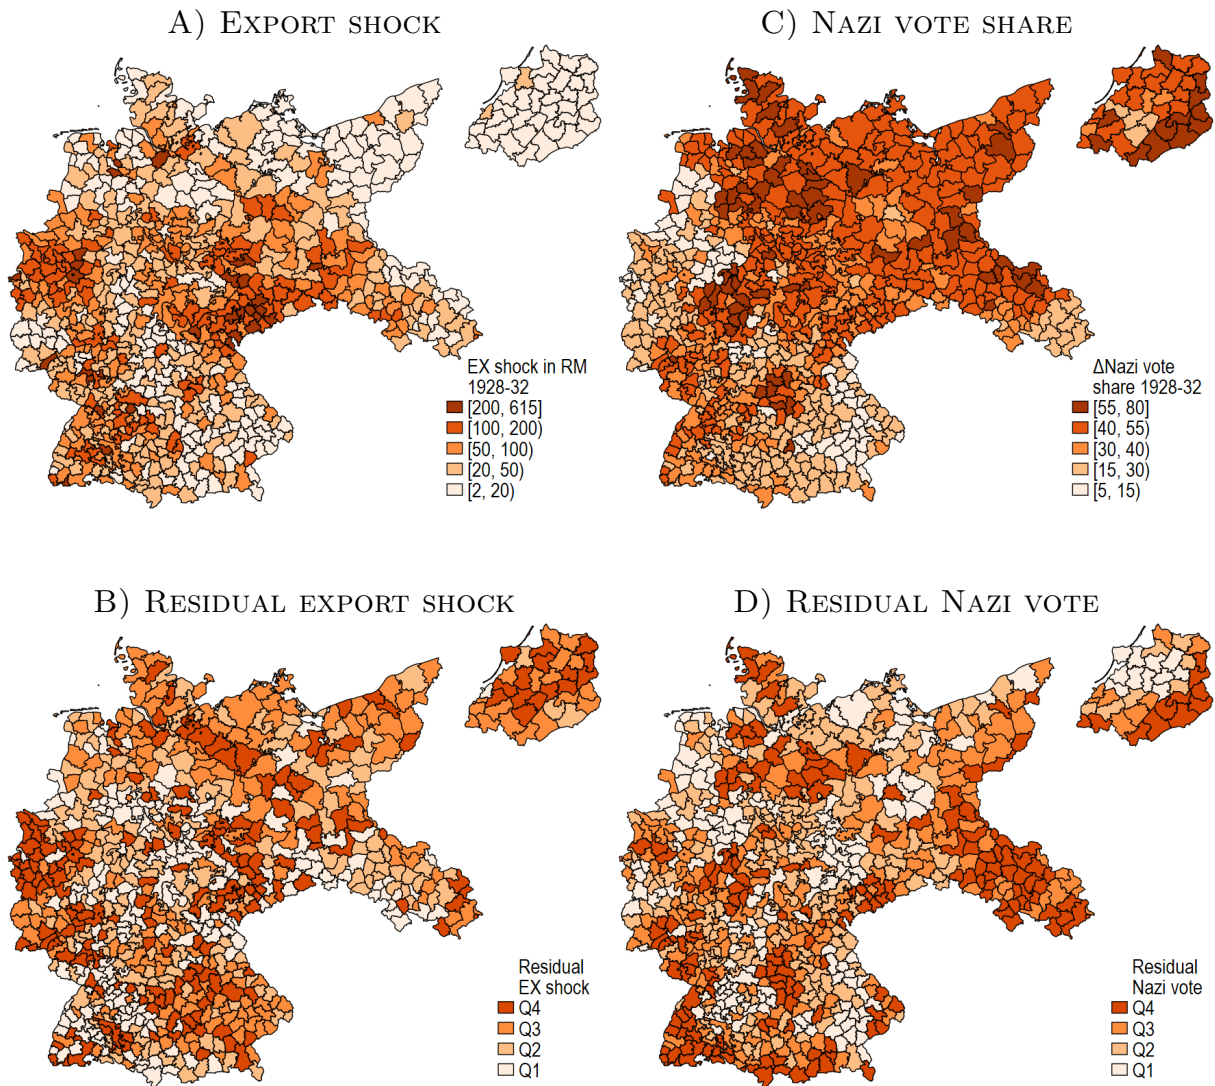 A) EXPORT SHOCK
EX shock in RM
1928-32
[200, 615]
[100, 200)
[50, 100)
[20, 50)
[2, 20)
C) NAZI VOTE SHARE
ΔNazi vote
share 1928-32
[55, 80]
[40, 55)
[30, 40)
[15, 30)
[5, 15)
B) RESIDUAL EXPORT SHOCK
Residual
EX shock
Q4
Q3
Q2
Q1
D) RESIDUAL NAZI VOTE
Residual
Nazi vote
Q4
Q3
Q2
Q1